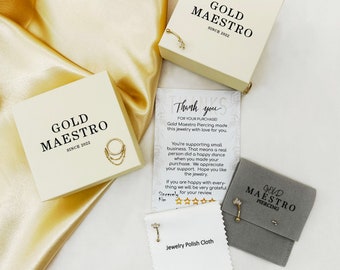 GOLD
MAESTRO
SINCE 2022
GOLD
MAESTRO
SINCE 2022
Thank you
FOR YOUR PURCHASE!
Gold Maestro Piercing made
this jewelry with love for you.
You're supporting small
business. That means a real
person did a happy dance
when you made your
purchase. We appreciate
your support. Hope you like
the jewelry.
If you are happy with everything
we will be very grateful
for your review
Sincerely
Jewelry Polish Cloth
GOLD
MAESTRO
PIERCING